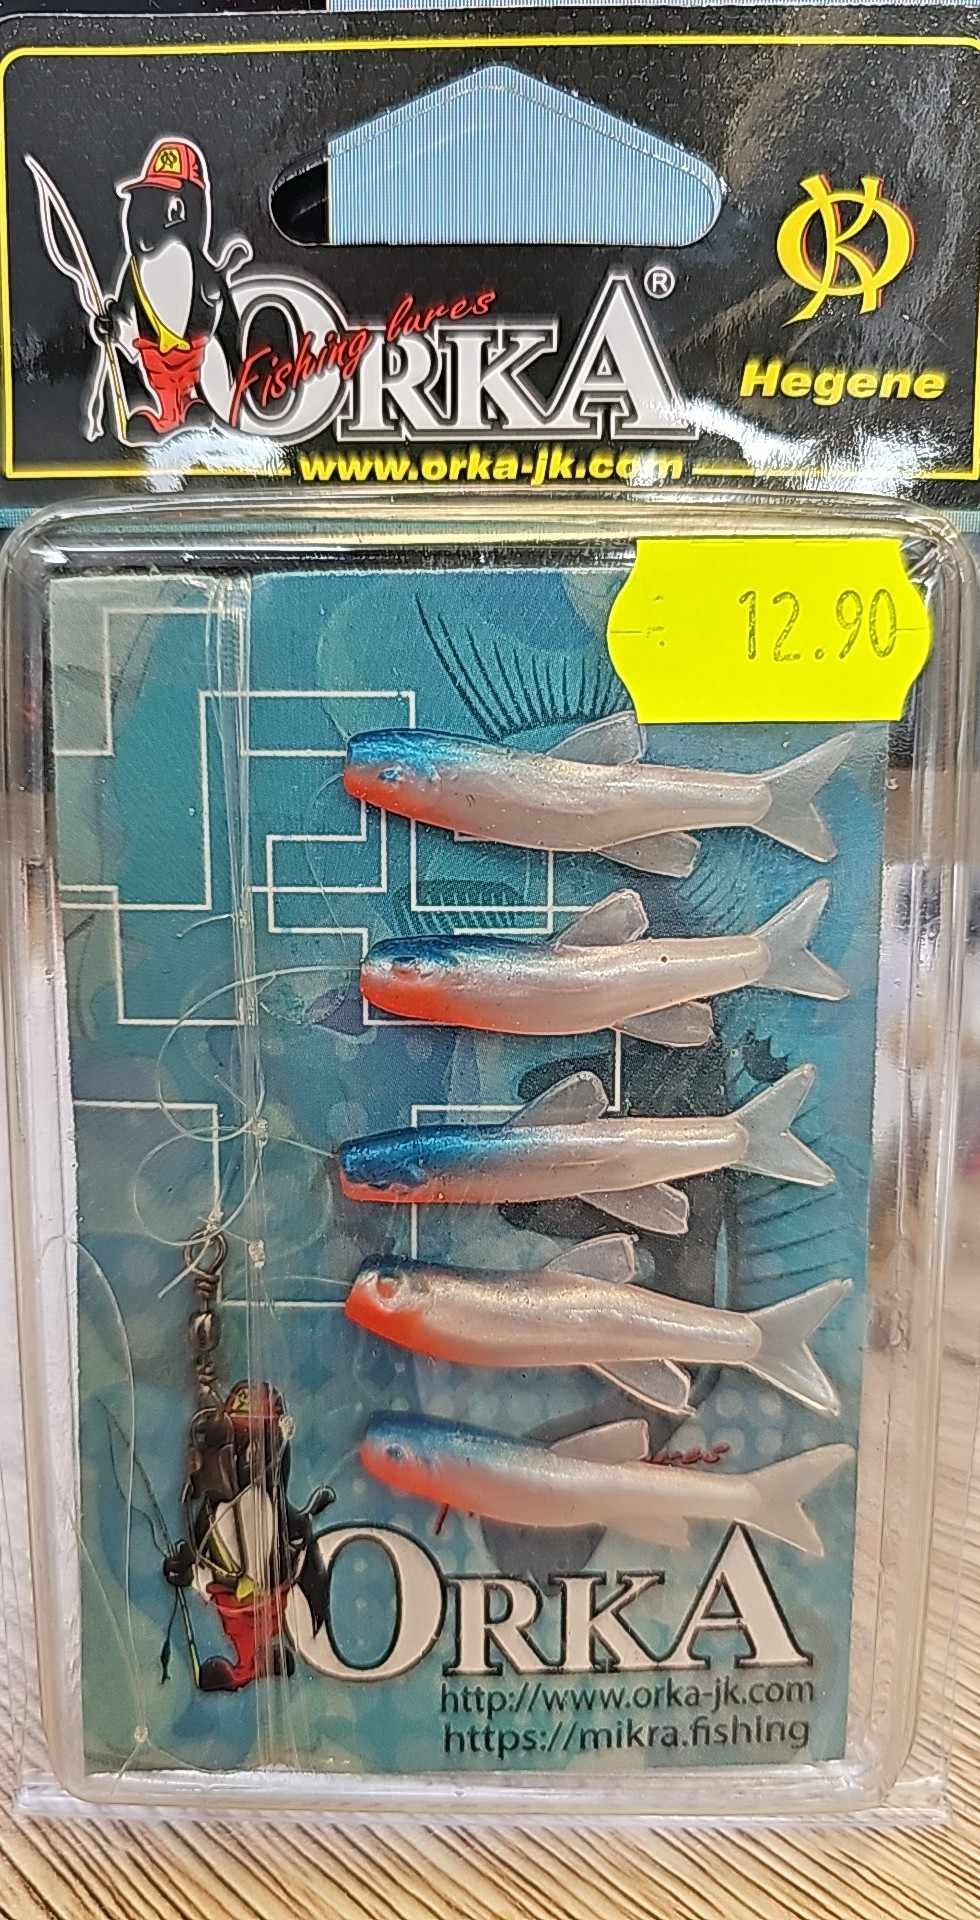 Fishing lures
ORKA®
Hegene
www.orka-jk.com
12.90
ORKA
http://www.orka-jk.com
https://mikra.fishing